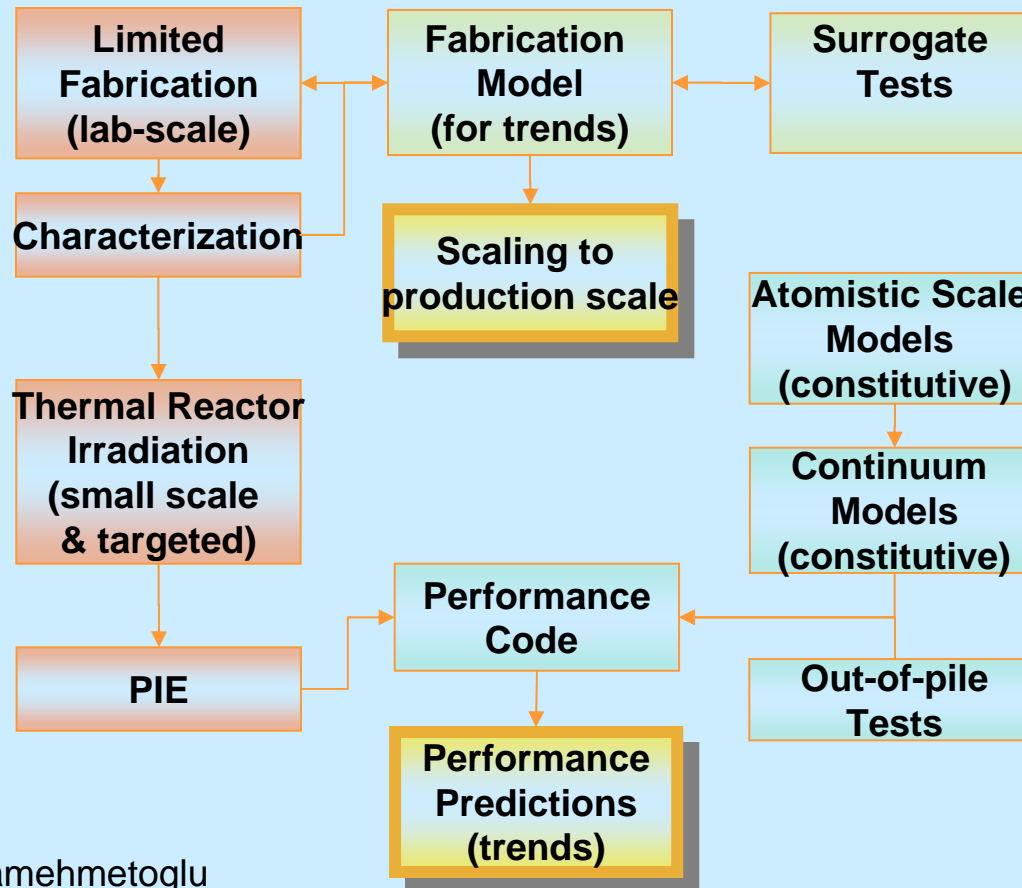 Limited
Fabrication
(lab-scale)
Fabrication
Model
(for trends)
Surrogate
Tests
Characterization
Scaling to
production scale
Atomistic Scale
Models
(constitutive)
Thermal Reactor
Irradiation
(small scale
& targeted)
Continuum
Models
(constitutive)
Performance
Code
PIE
Out-of-pile
Tests
Performance
Predictions
(trends)
amehmetoglu